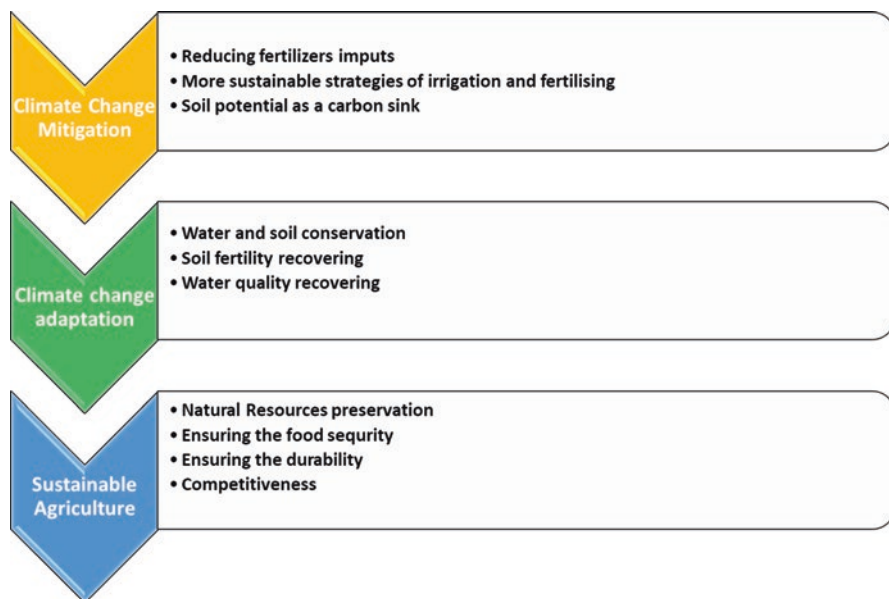 Climate Change
Mitigation
• Reducing fertilizers imputs
• More sustainable strategies of irrigation and fertilising
• Soil potential as a carbon sink
Climate change
adaptation
• Water and soil conservation
• Soil fertility recovering
• Water quality recovering
Sustainable
Agriculture
• Natural Resources preservation
• Ensuring the food sequrity
• Ensuring the durability
• Competitiveness